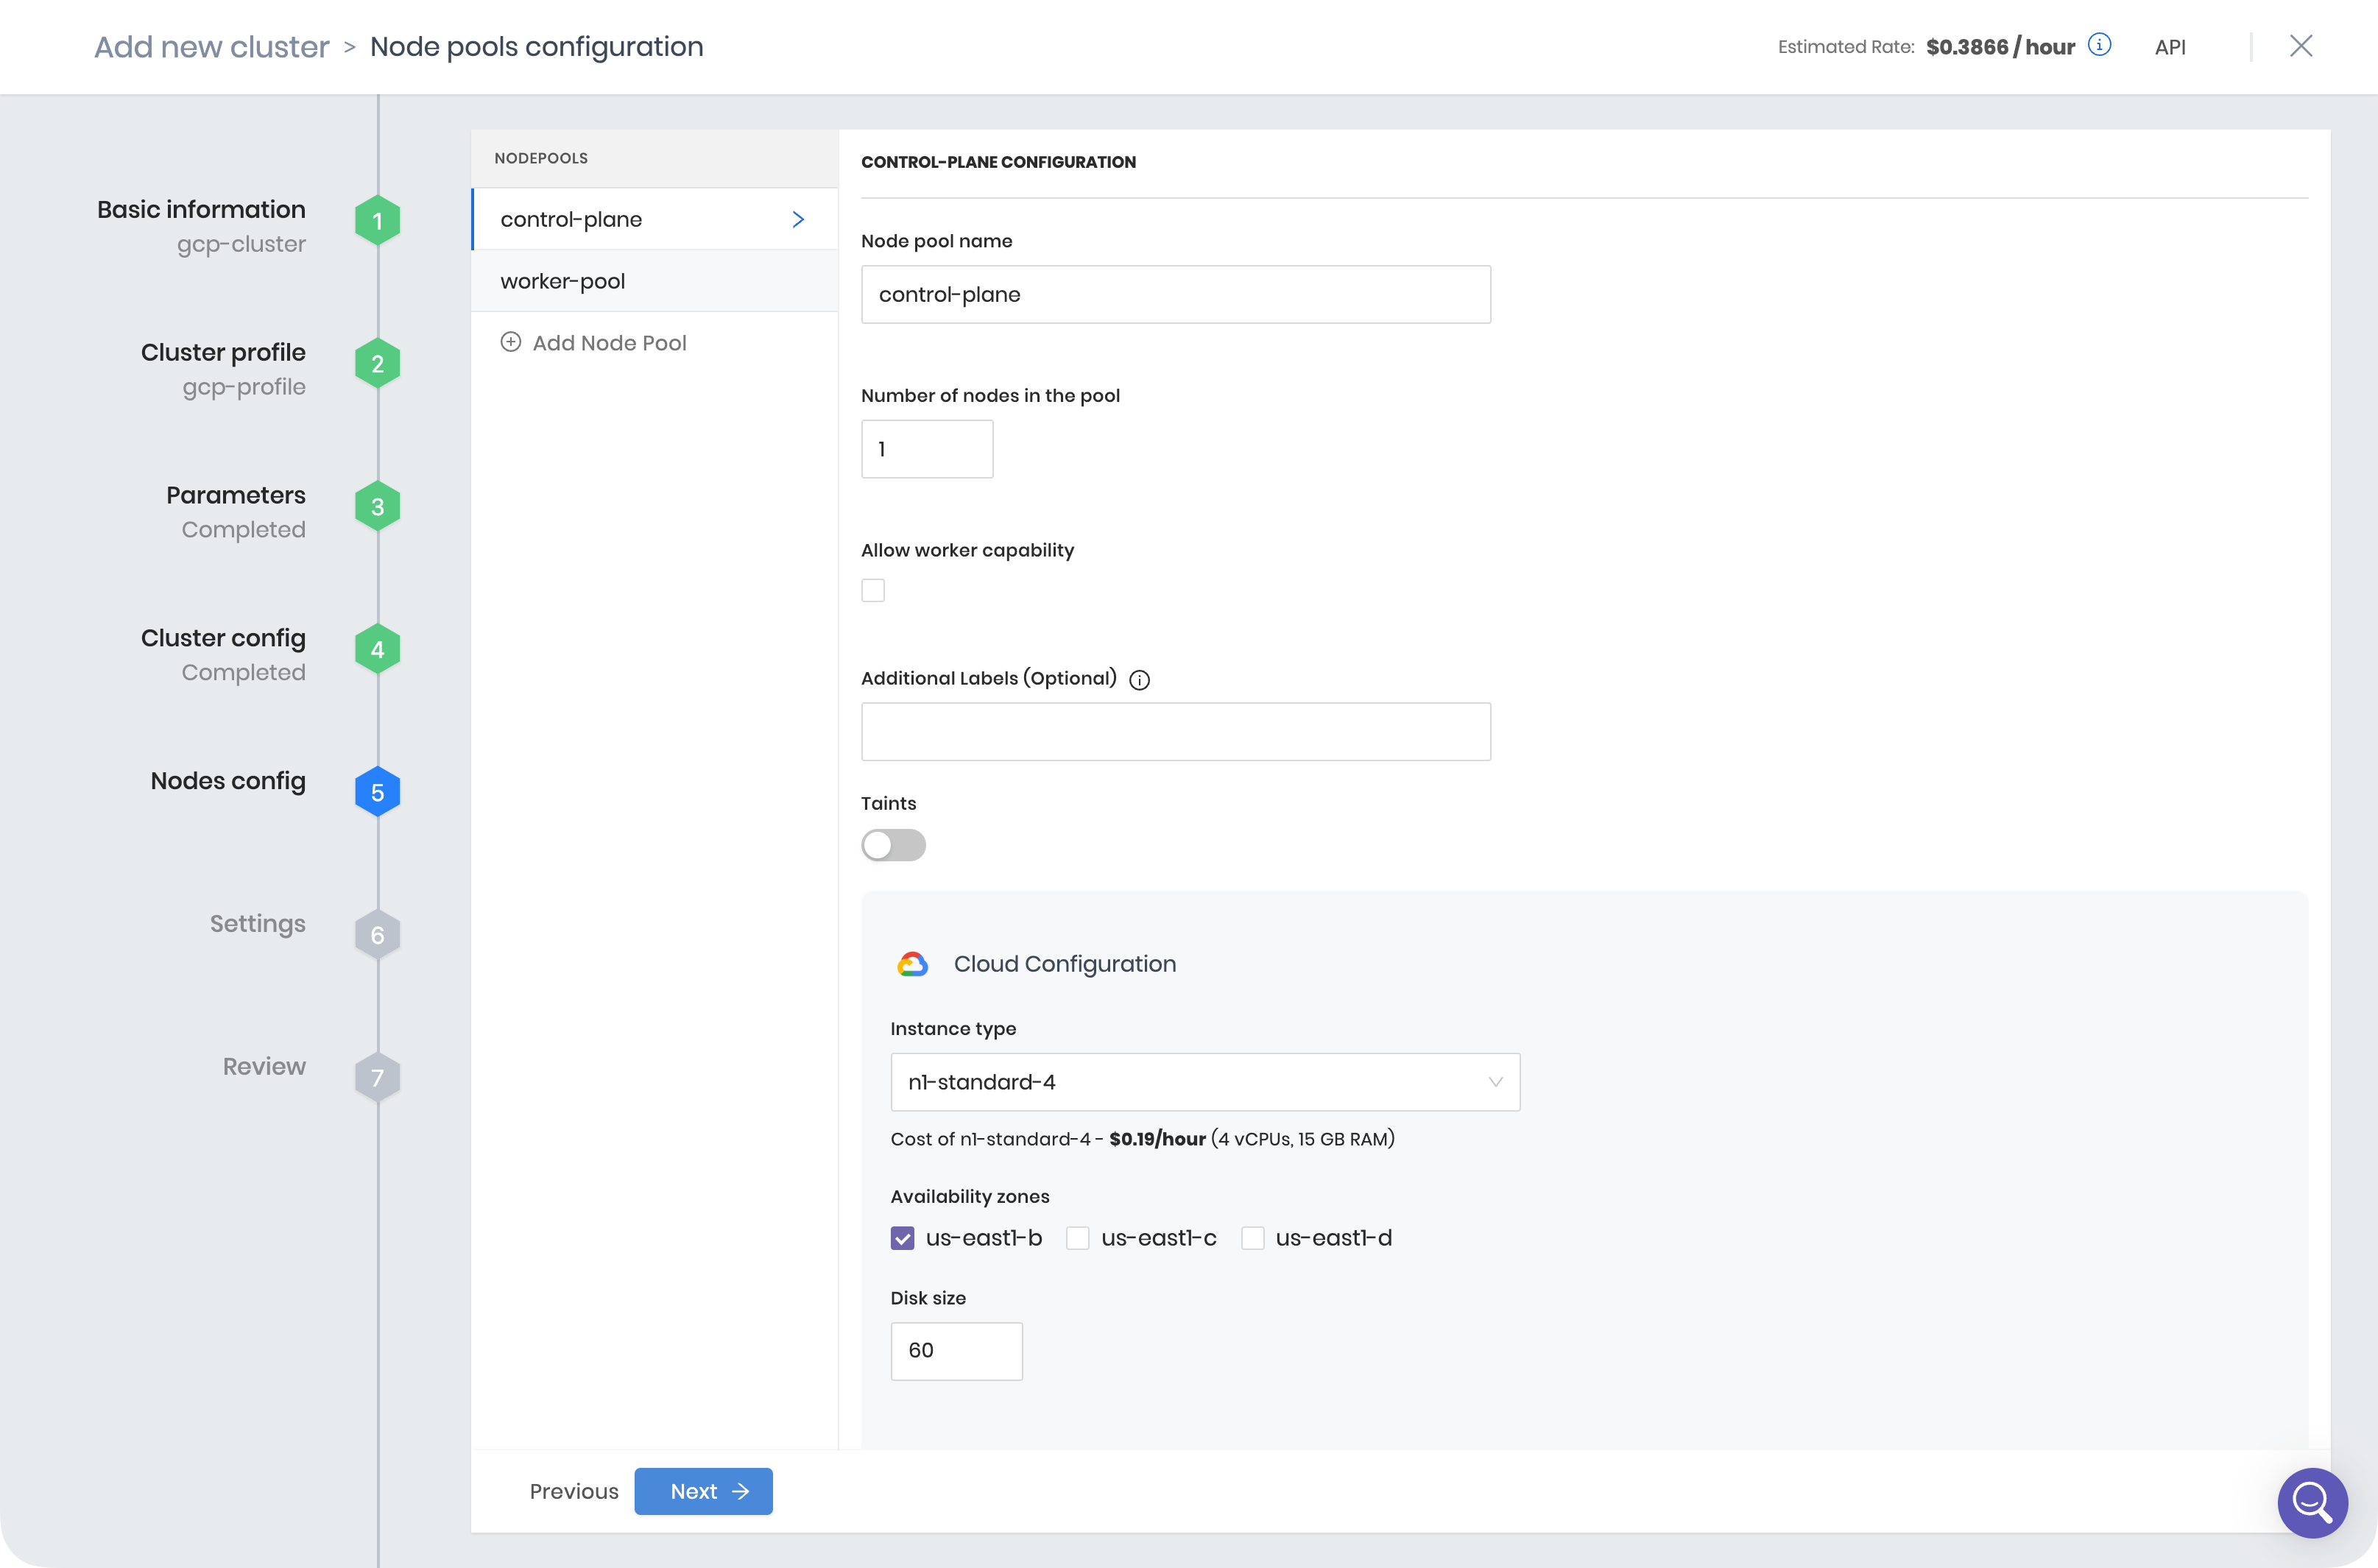 Add new cluster > Node pools configuration
Estimated Rate: $0.3866 / hour API
Basic information
gcp-cluster
1
Cluster profile
gcp-profile
2
Parameters
Completed
3
Cluster config
Completed
4
Nodes config
5
Settings
6
Review
7
NODEPOOLS
control-plane
worker-pool
Add Node Pool
CONTROL-PLANE CONFIGURATION
Node pool name
control-plane
Number of nodes in the pool
1
Allow worker capability
Additional Labels (Optional)
Taints
Cloud Configuration
Instance type
n1-standard-4
Cost of n1-standard-4 - $0.19/hour (4 vCPUs, 15 GB RAM)
Availability zones
us-east1-b us-east1-c us-east1-d
Disk size
60
Previous Next